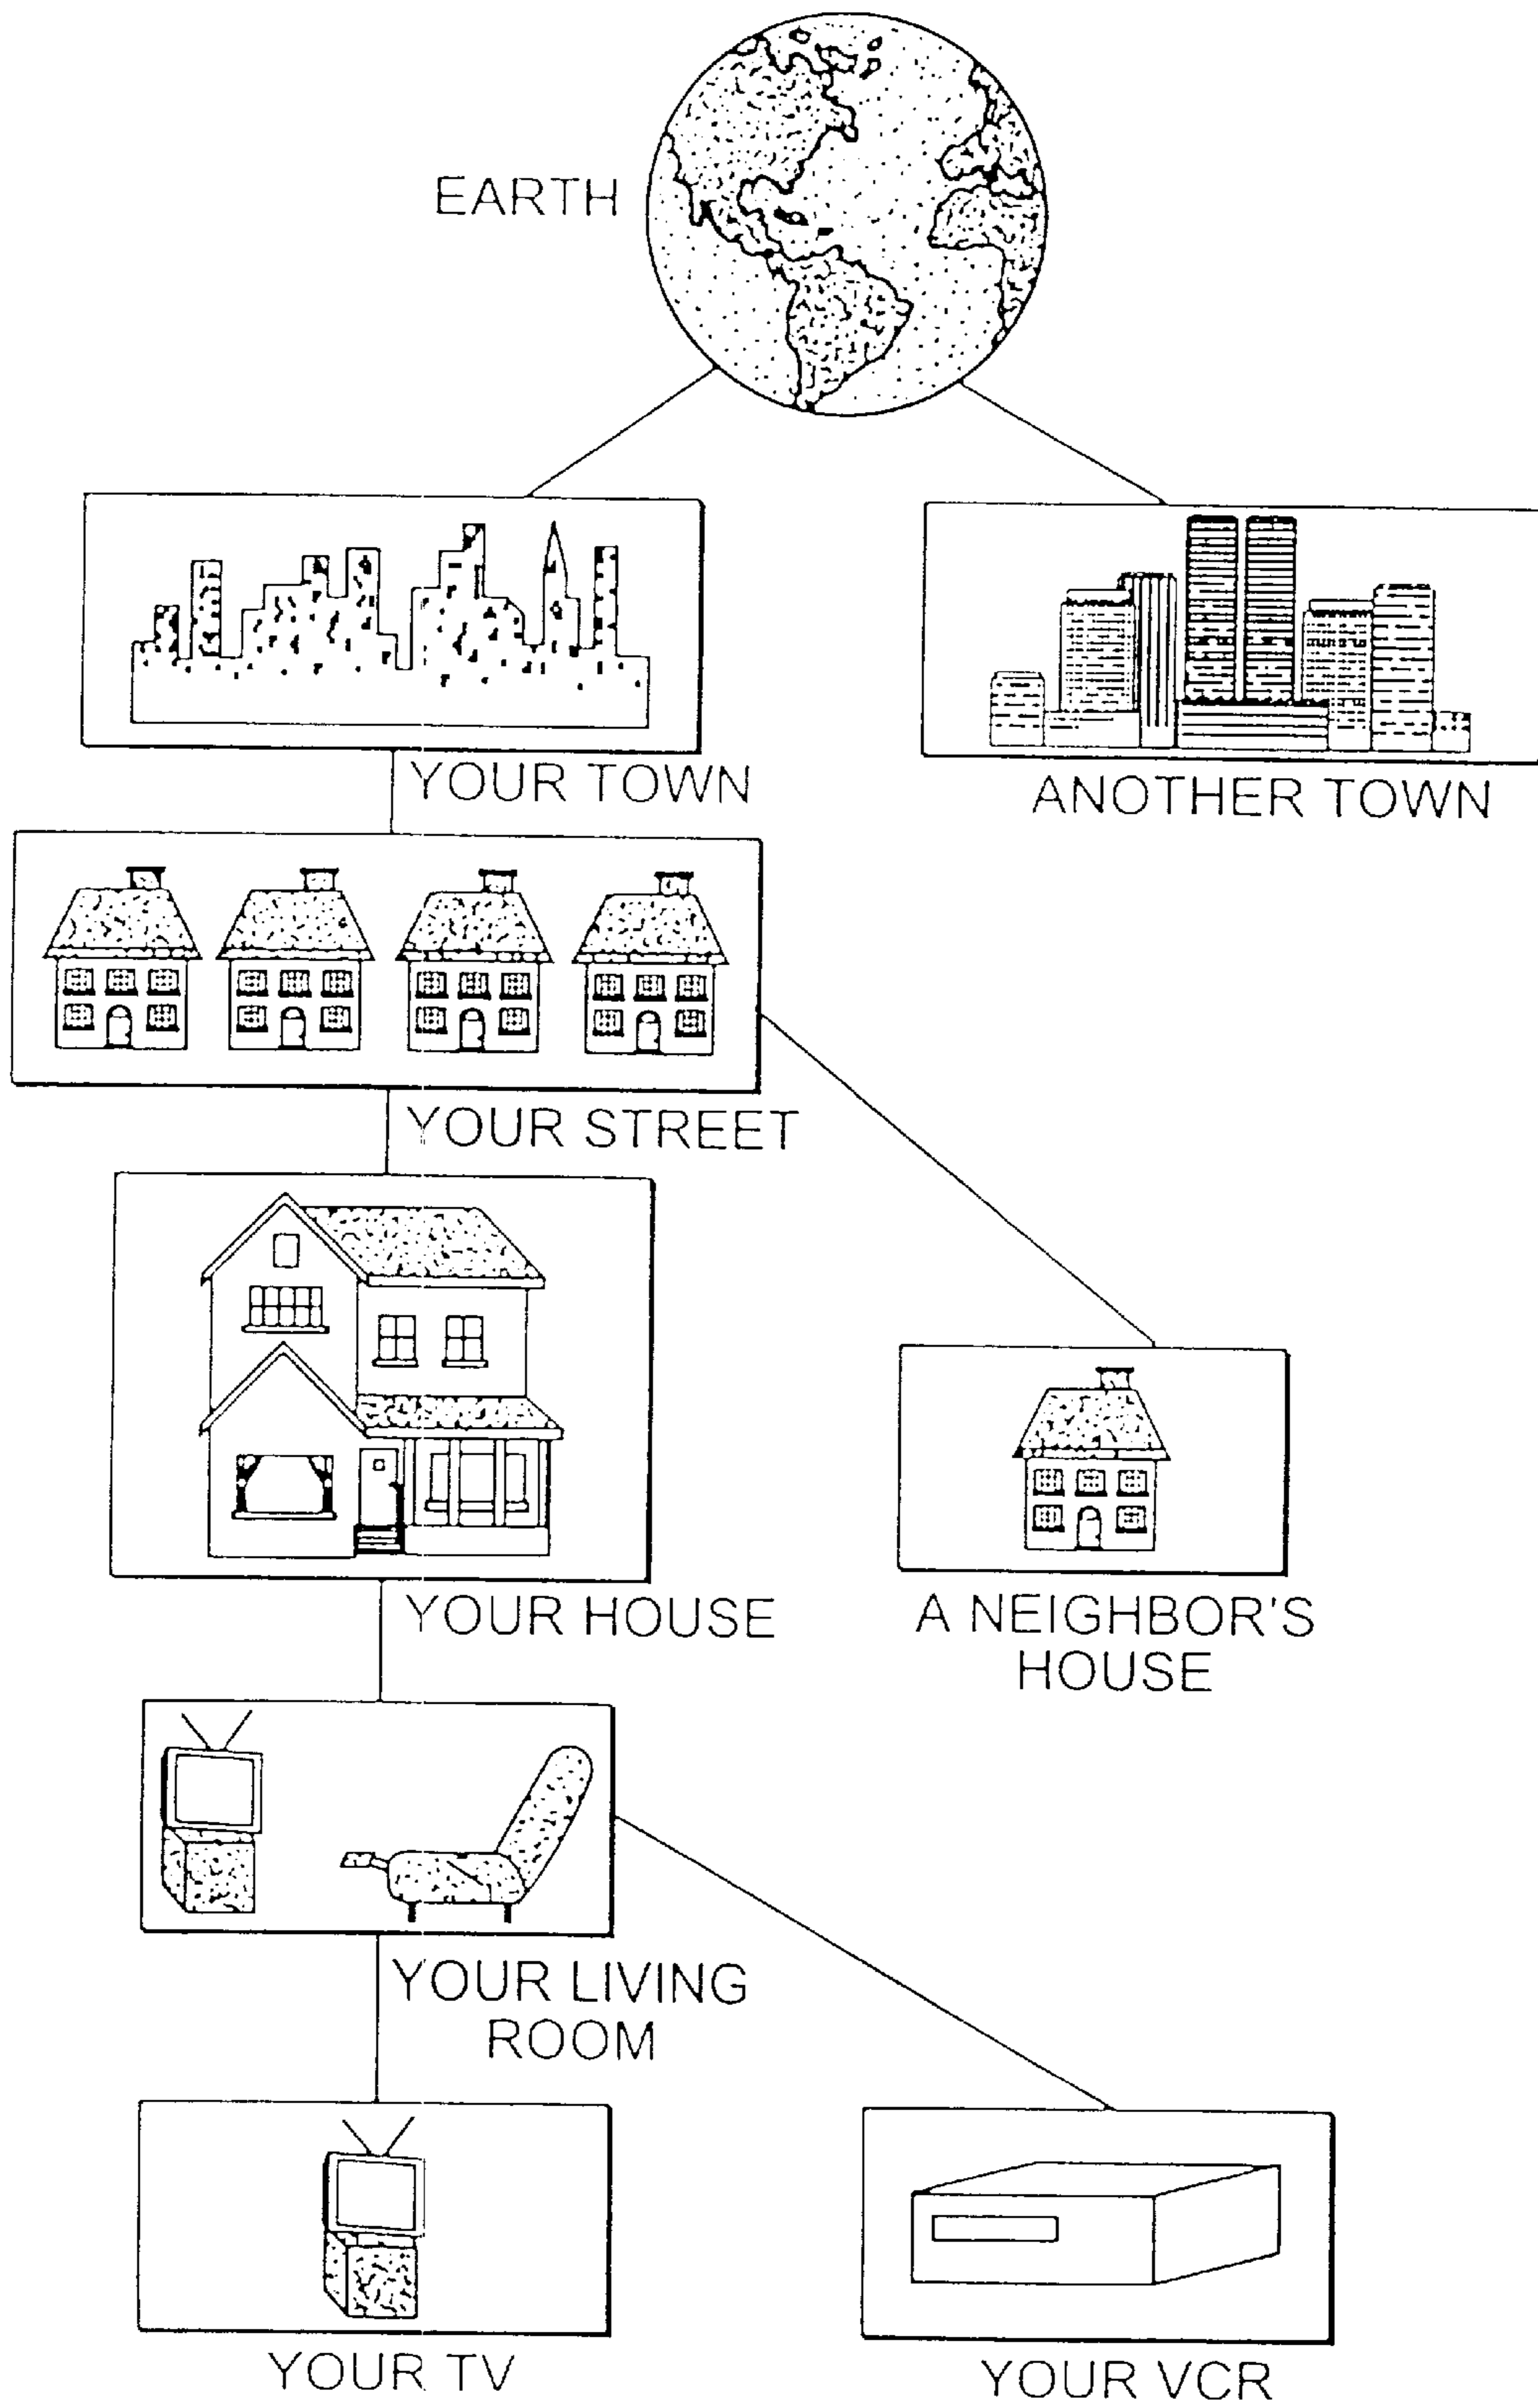 EARTH
YOUR TOWN
ANOTHER TOWN
YOUR STREET
YOUR HOUSE
A NEIGHBOR'S
HOUSE
YOUR LIVING
ROOM
YOUR TV
YOUR VCR